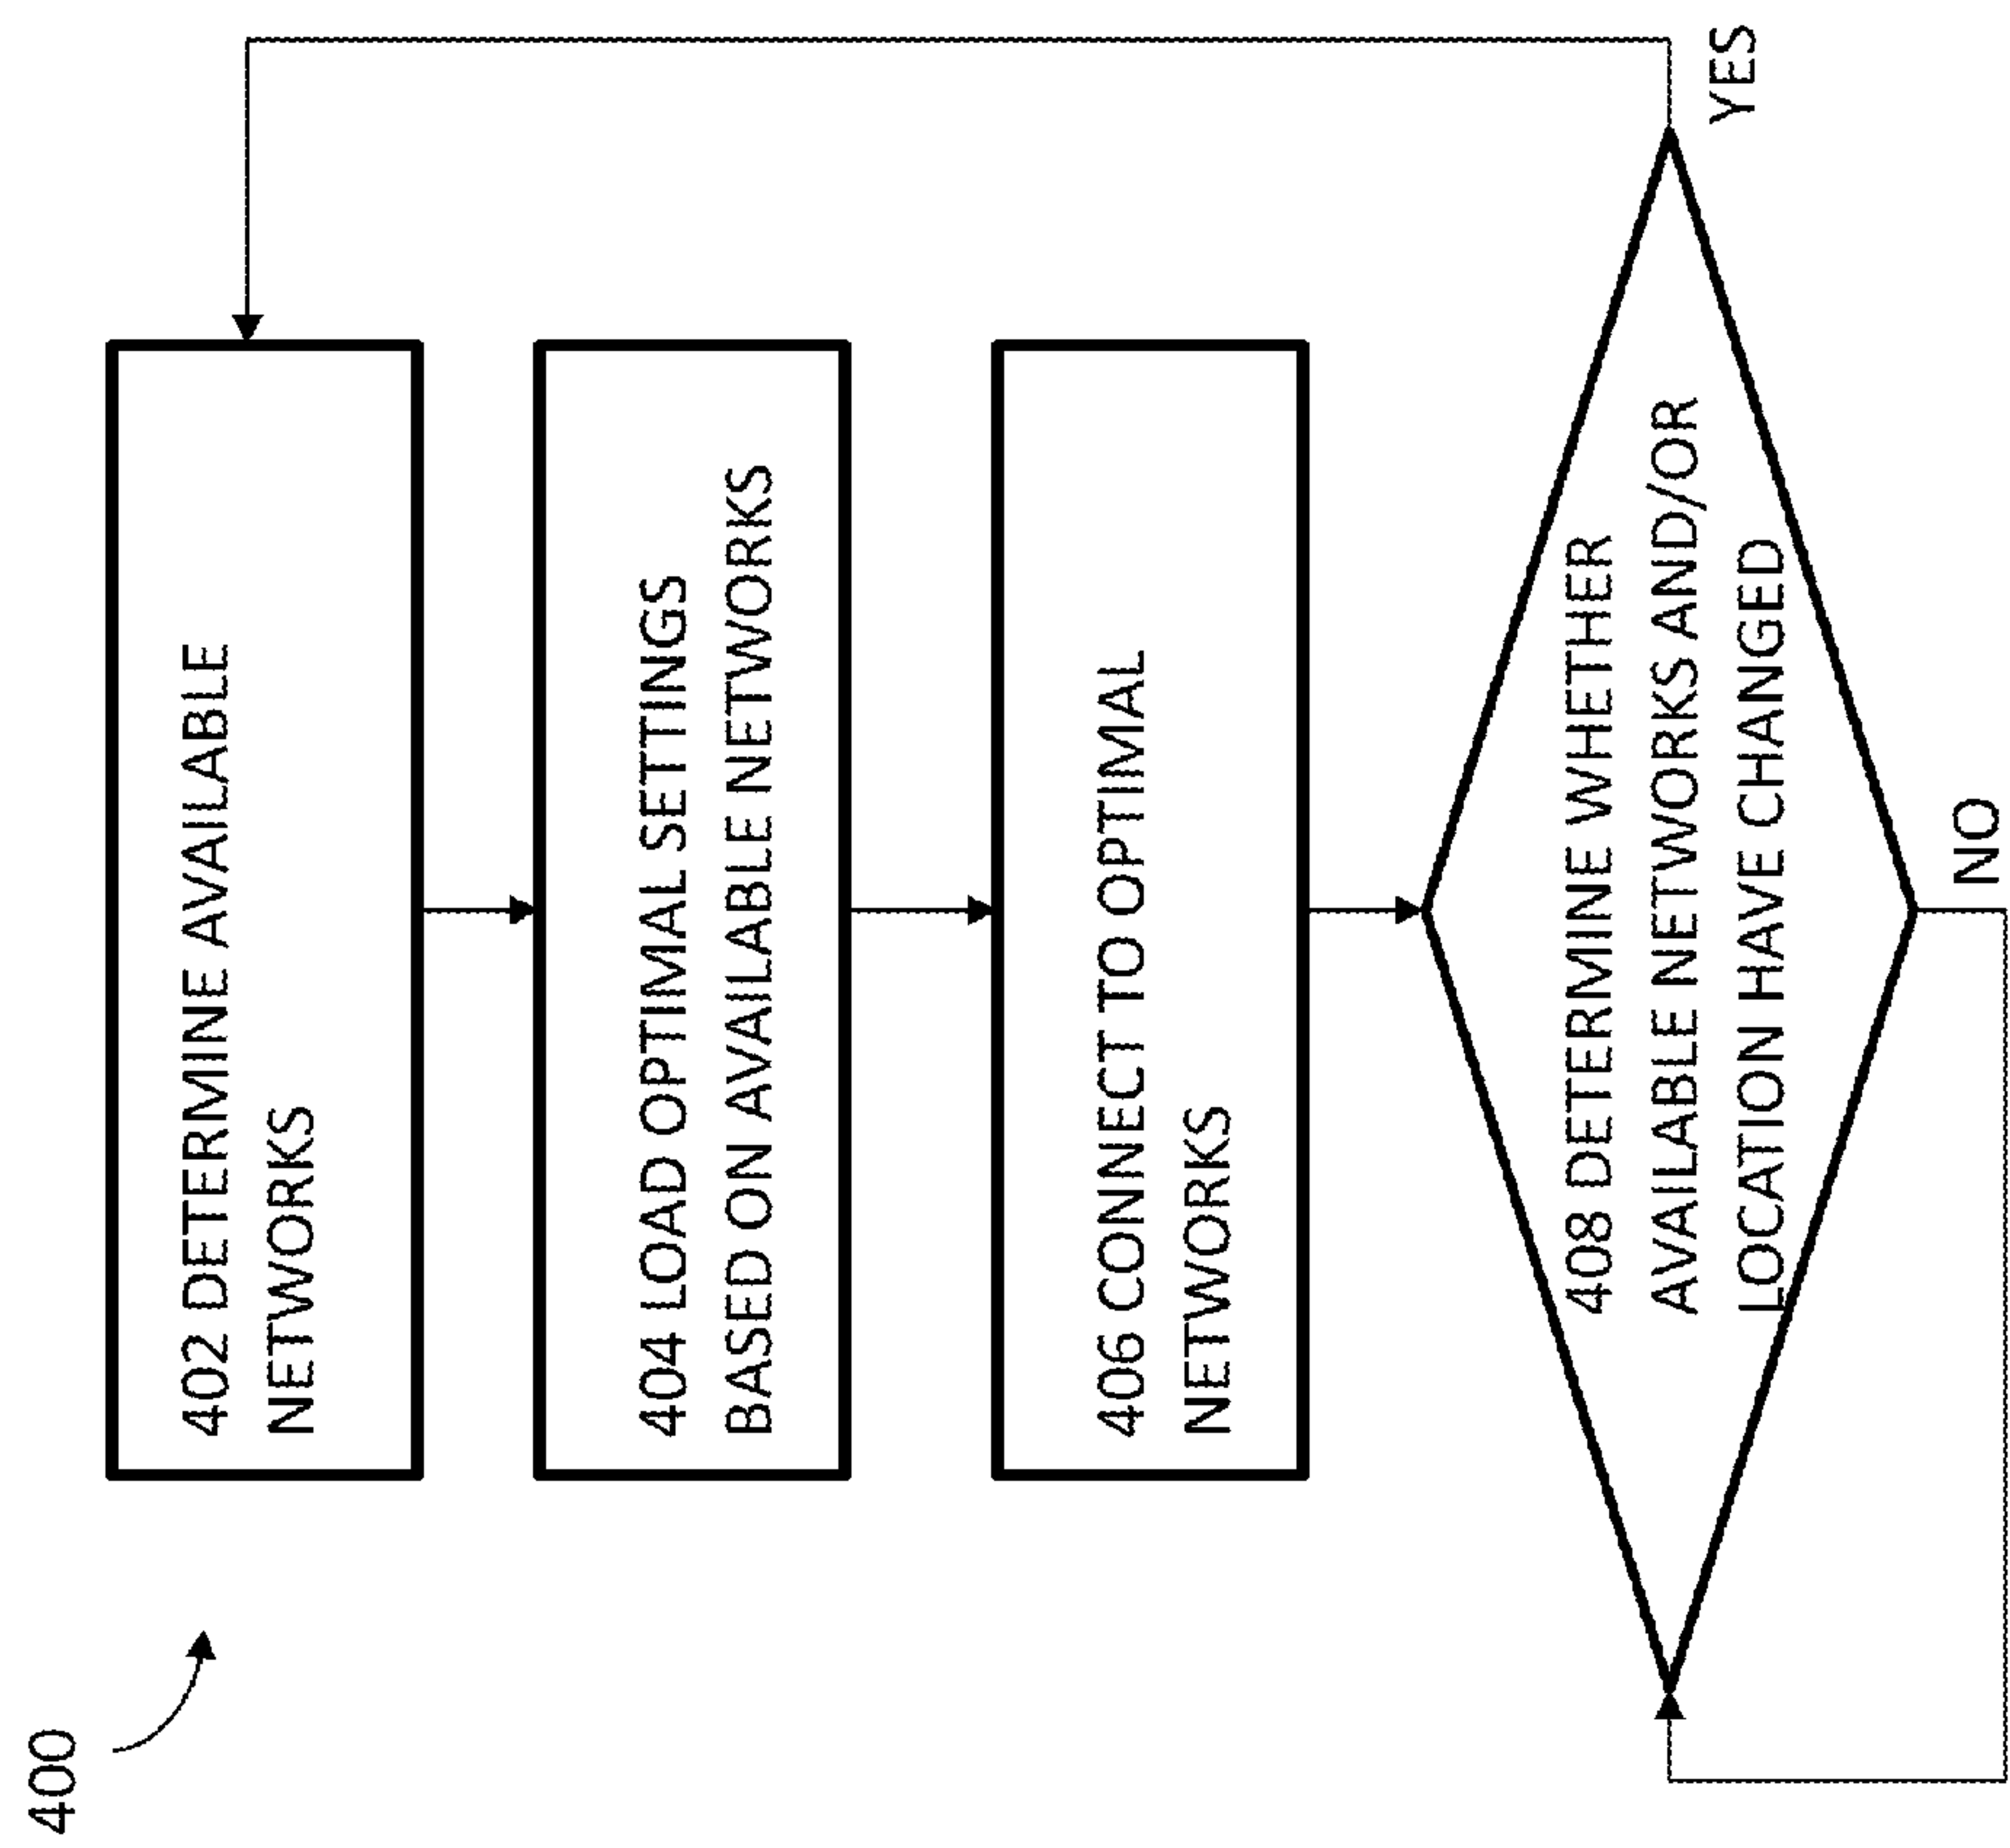 400
402 DETERMINE AVAILABLE
NETWORKS
404 LOAD OPTIMAL SETTINGS
BASED ON AVAILABLE NETWORKS
406 CONNECT TO OPTIMAL
NETWORKS
408 DETERMINE WHETHER
AVAILABLE NETWORKS AND/OR
LOCATION HAVE CHANGED
YES
NO